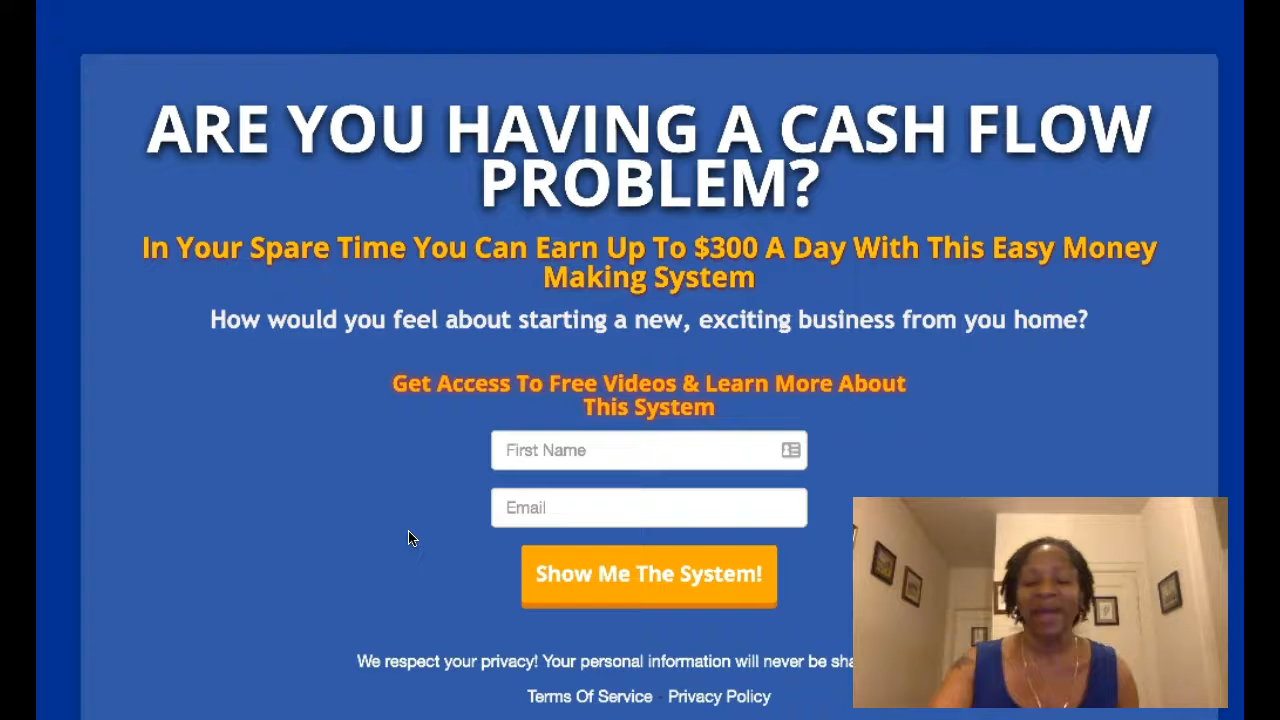 ARE YOU HAVING A CASH FLOW
PROBLEM?
In Your Spare Time You Can Earn Up To $300 A Day With This Easy Money
Making System
How would you feel about starting a new, exciting business from you home?
Get Access To Free Videos & Learn More About
This System
First Name
Email
Show Me The System!
We respect your privacy! Your personal information will never be
Terms Of Service - Privacy Policy